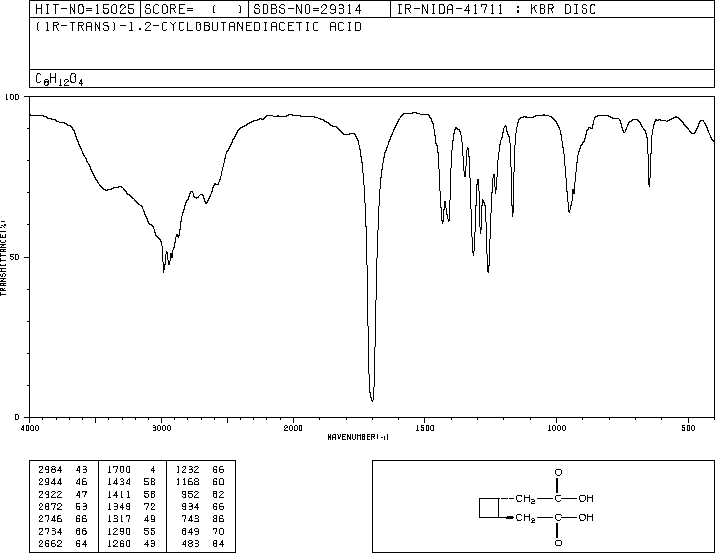 HIT-NO=15025 SCORE= ( ) SDBS-NO=29314 IR-NIDA-41711 : KBR DISC
(1R-TRANS)-1,2-CYCLOBUTANEDIACETIC ACID
C8H12O4
100
50
0
TRANSMITTANCE(%)
4000 3000 2000 1500 1000 500
WAVENUMBER(-1)
2984 43 1700 4 1232 66
2944 46 1434 58 1168 60
2922 47 1411 58 952 62
2872 53 1349 72 934 66
2746 66 1317 49 743 86
2734 66 1290 55 649 70
2662 64 1260 43 483 84
O
CH2 C OH
CH2 C OH
O